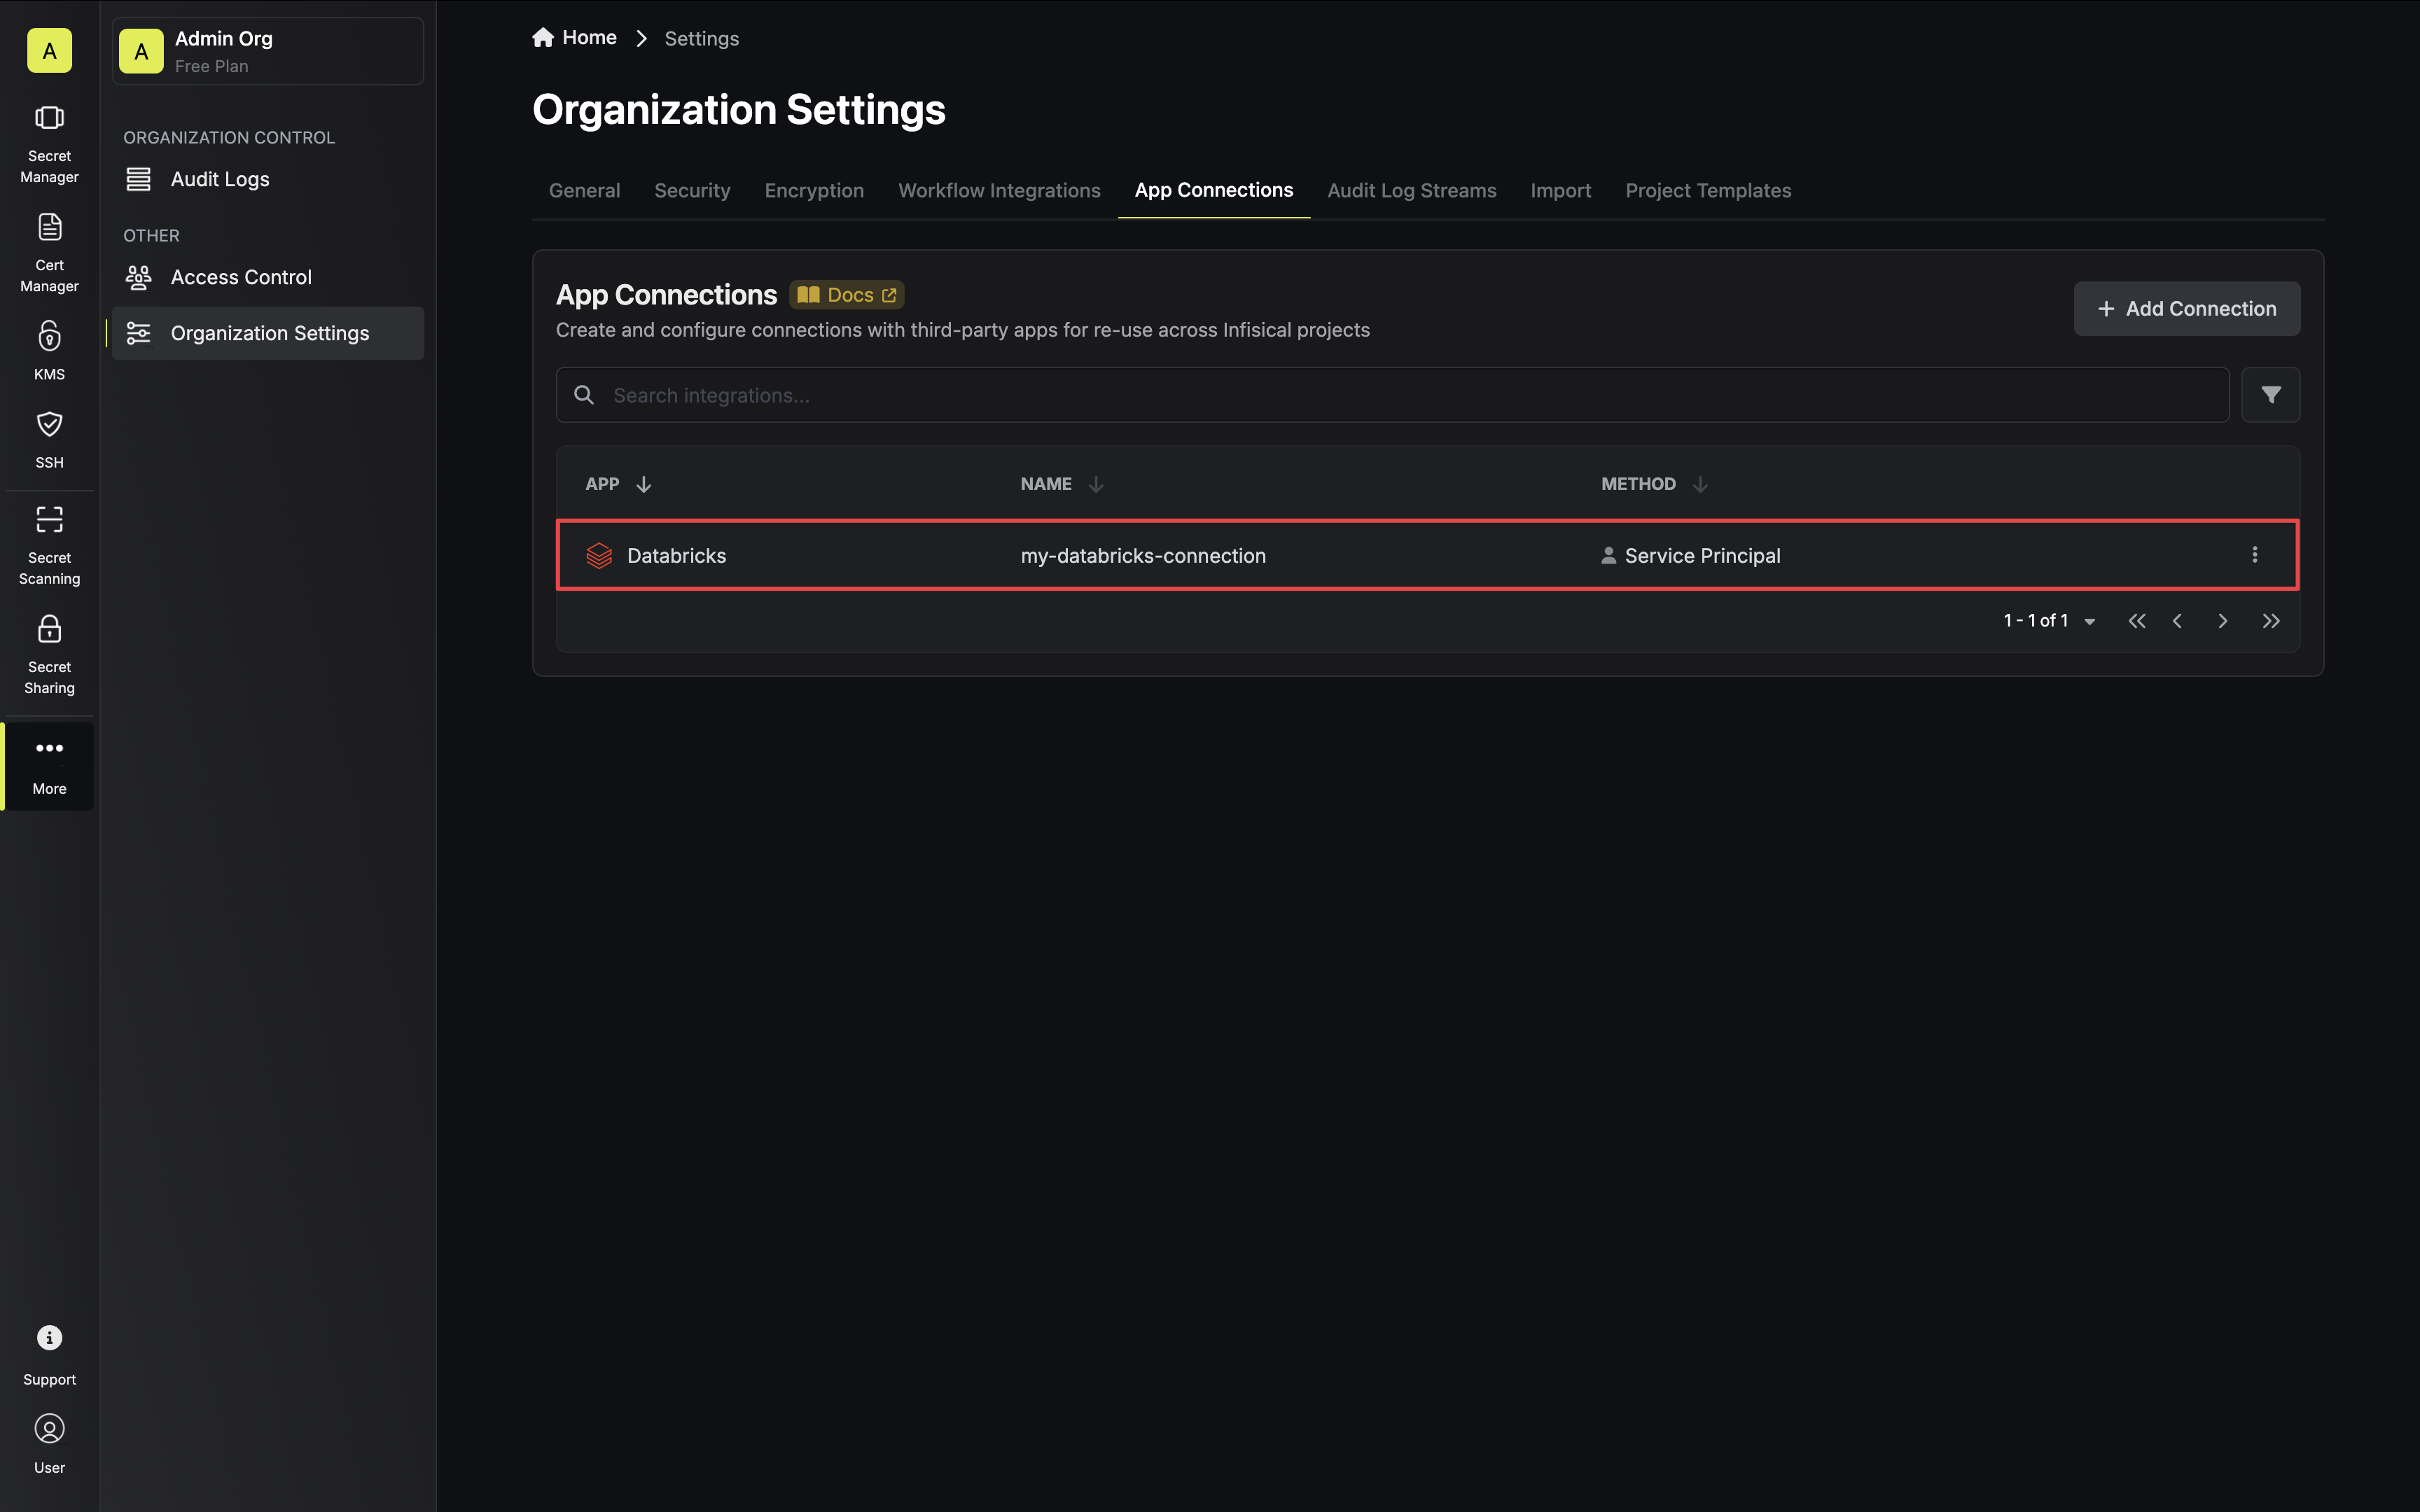 A
Secret
Manager
Cert
Manager
KMS
SSH
Secret
Scanning
Secret
Sharing
More
Support
User
A
Admin Org
Free Plan
ORGANIZATION CONTROL
Audit Logs
OTHER
Access Control
Organization Settings
Home Settings
Organization Settings
General Security Encryption Workflow Integrations App Connections Audit Log Streams Import Project Templates
App Connections Docs
Create and configure connections with third-party apps for re-use across Infisical projects
+ Add Connection
Search integrations...
APP NAME METHOD
Databricks my-databricks-connection Service Principal
1 - 1 of 1